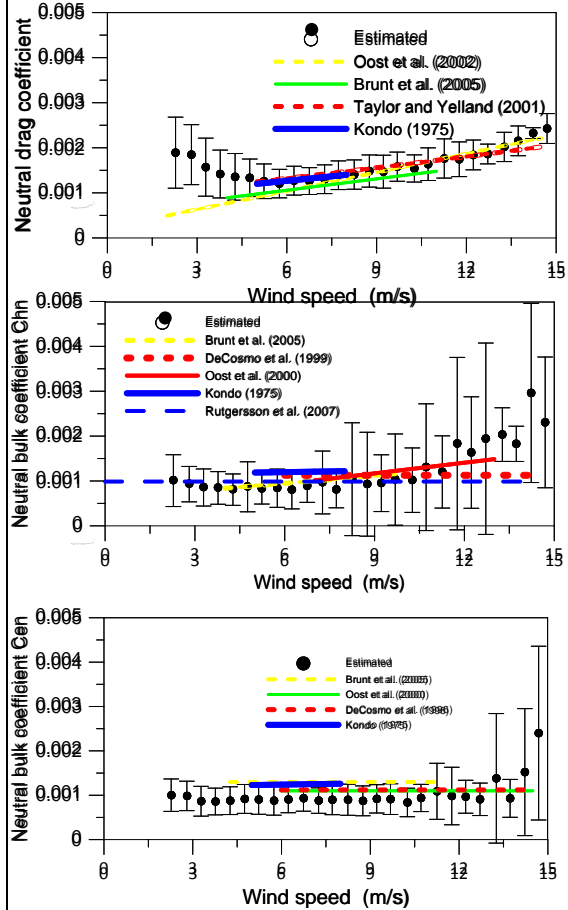 0.005
0.004
0.003
0.002
0.001
0
Neutral drag coefficient
Estimated
Oost et al. (2002)
Brunt et al. (2005)
Taylor and Yelland (2001)
Kondo (1975)
0 3 6 9 12 15
Wind speed (m/s)
0.005
0.004
0.003
0.002
0.001
0
Neutral bulk coefficient Chn
Estimated
Brunt et al. (2005)
DeCosmo et al. (1999)
Oost et al. (2000)
Kondo (1975)
Rutgersson et al. (2007)
0 3 6 9 12 15
Wind speed (m/s)
0.005
0.004
0.003
0.002
0.001
0
Neutral bulk coefficient Cen
Estimated
Brunt et al. (2005)
Oost et al. (2000)
DeCosmo et al. (1996)
Kondo (1975)
0 3 6 9 12 15
Wind speed (m/s)